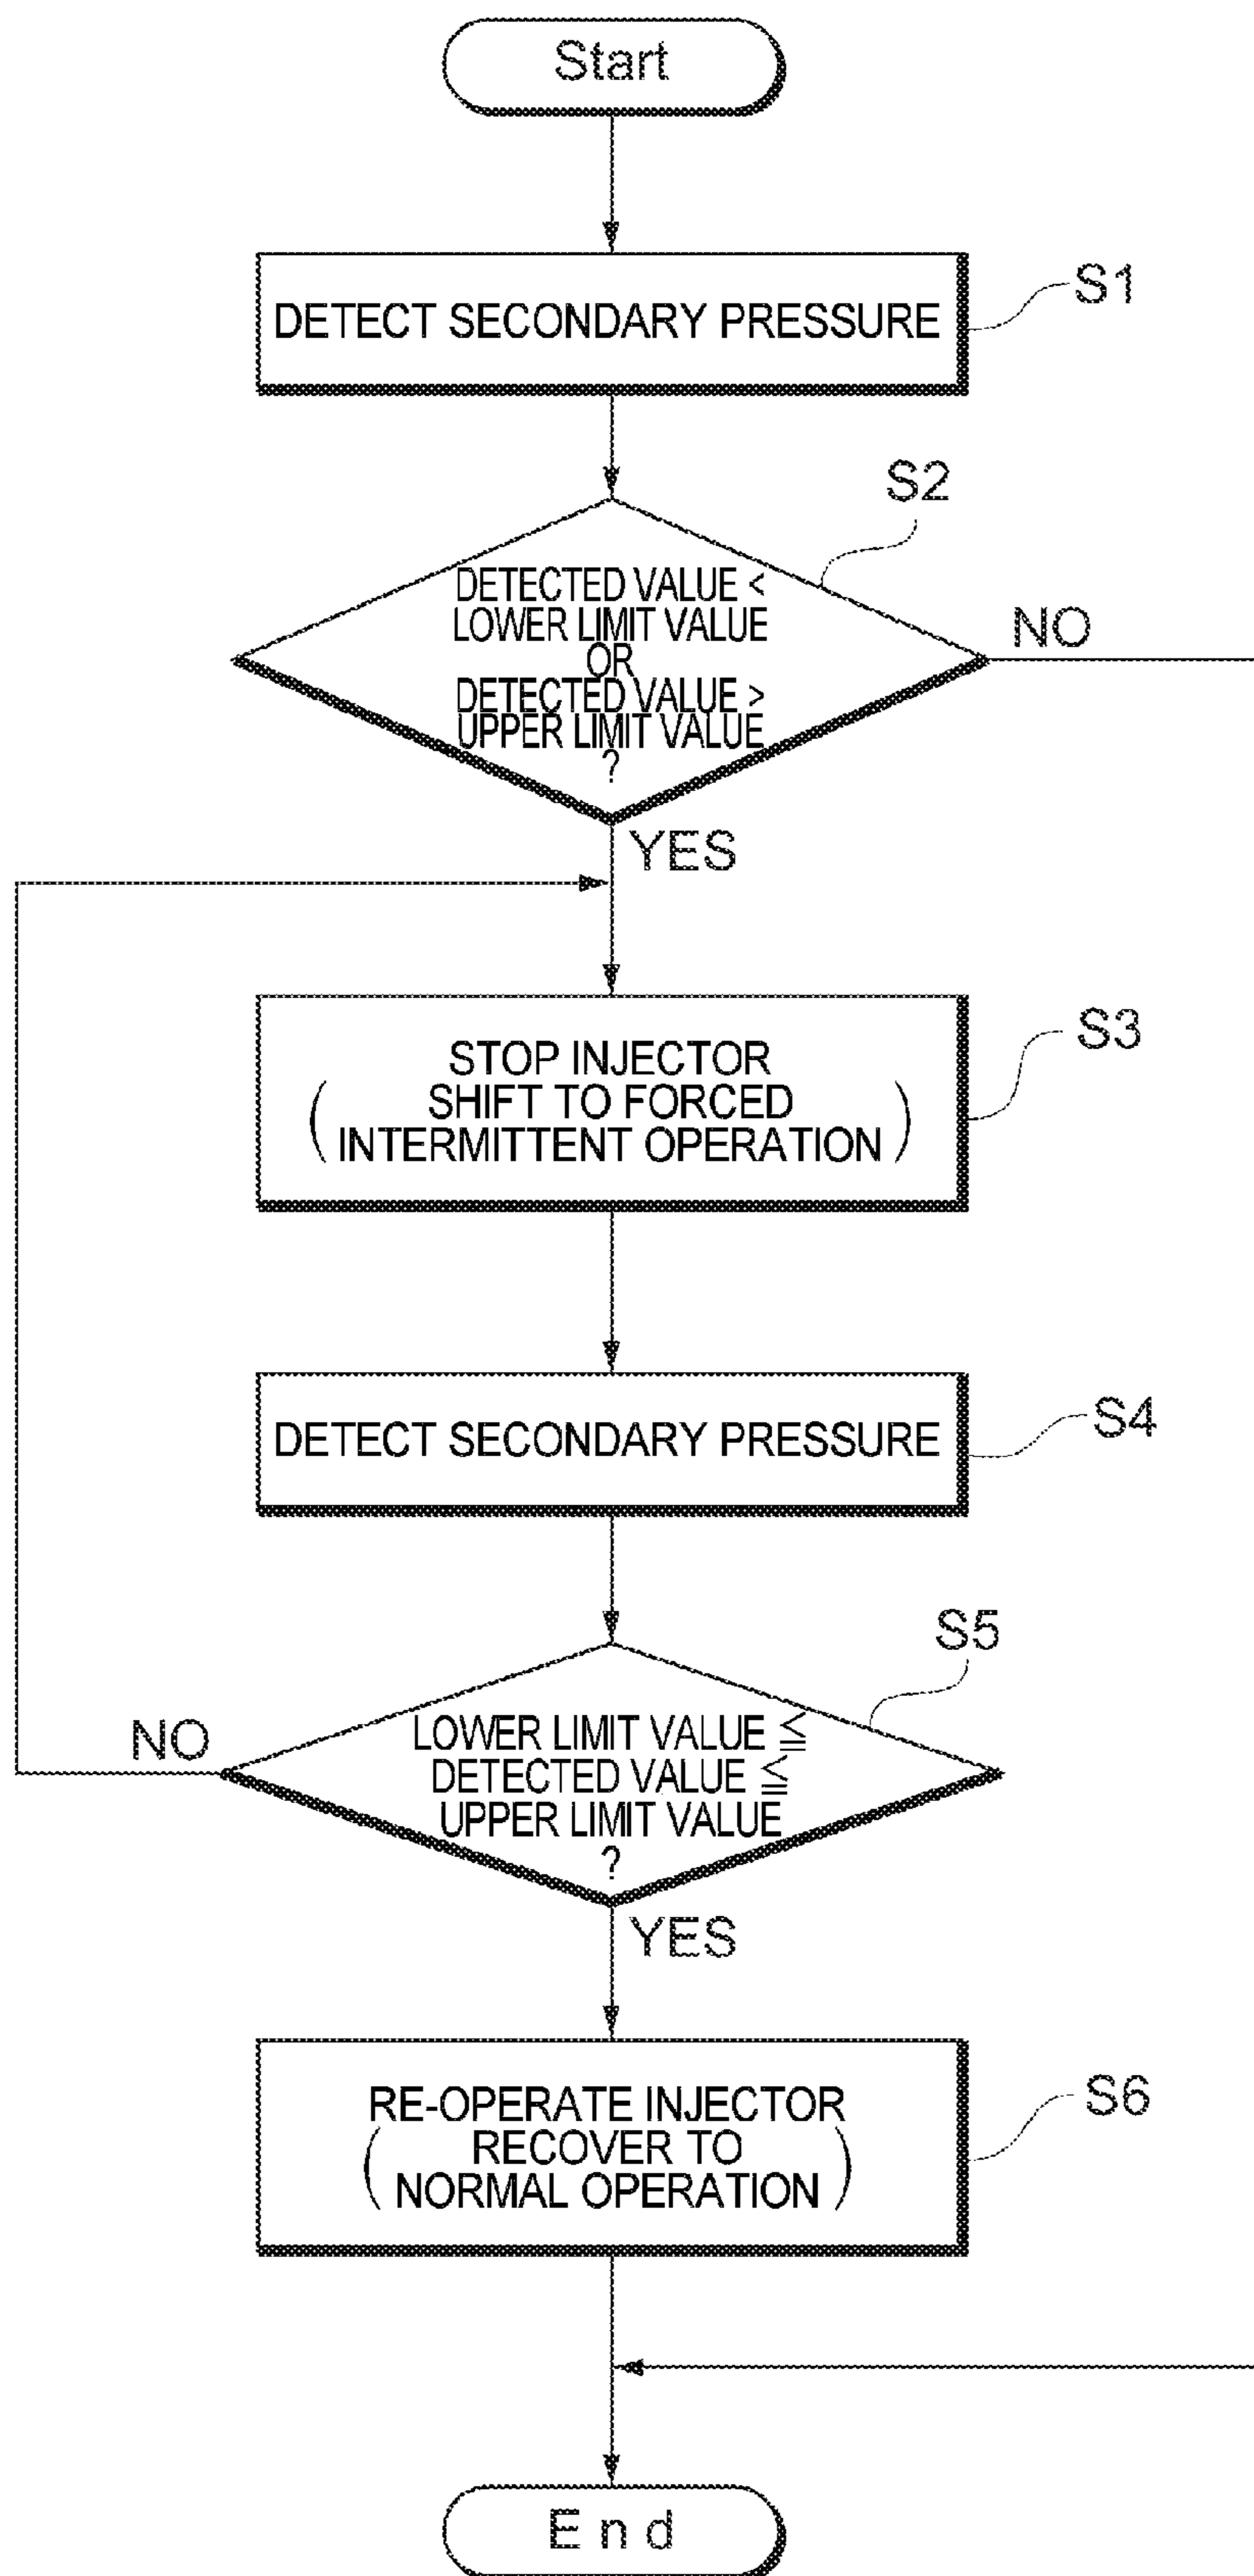 Start
DETECT SECONDARY PRESSURE
S1
S2
DETECTED VALUE <
LOWER LIMIT VALUE
OR
DETECTED VALUE >
UPPER LIMIT VALUE
?
NO
YES
STOP INJECTOR
( SHIFT TO FORCED
INTERMITTENT OPERATION )
S3
DETECT SECONDARY PRESSURE
S4
S5
LOWER LIMIT VALUE ≦
DETECTED VALUE ≦
UPPER LIMIT VALUE
?
NO
YES
RE-OPERATE INJECTOR
( RECOVER TO
NORMAL OPERATION )
S6
End